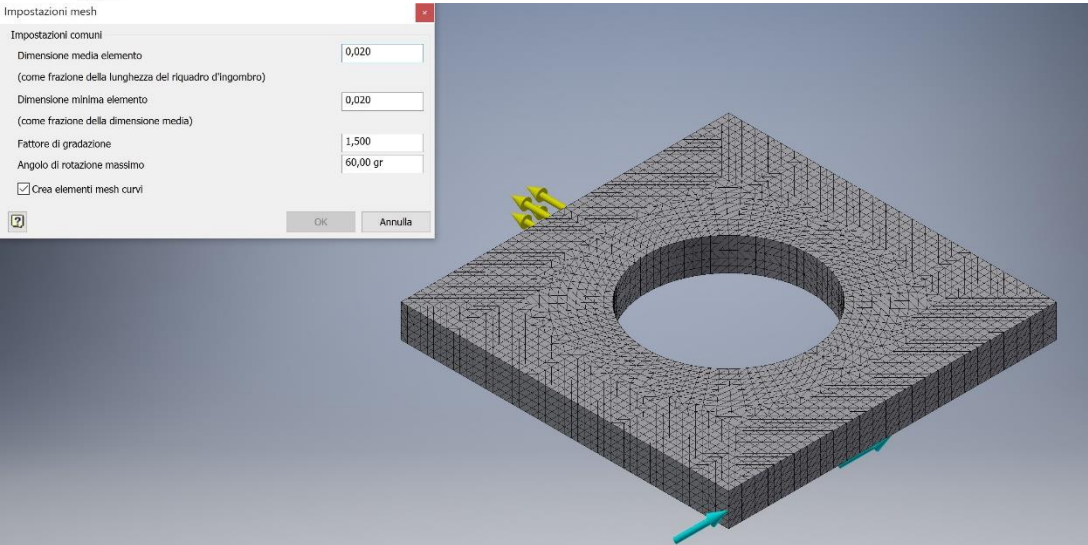 Impostazioni mesh
Impostazioni comuni
Dimensione media elemento 0,020
(come frazione della lunghezza del riquadro d'ingombro)
Dimensione minima elemento 0,020
(come frazione della dimensione media)
Fattore di gradazione 1,500
Angolo di rotazione massimo 60,00 gr
Crea elementi mesh curvi
? OK Annulla